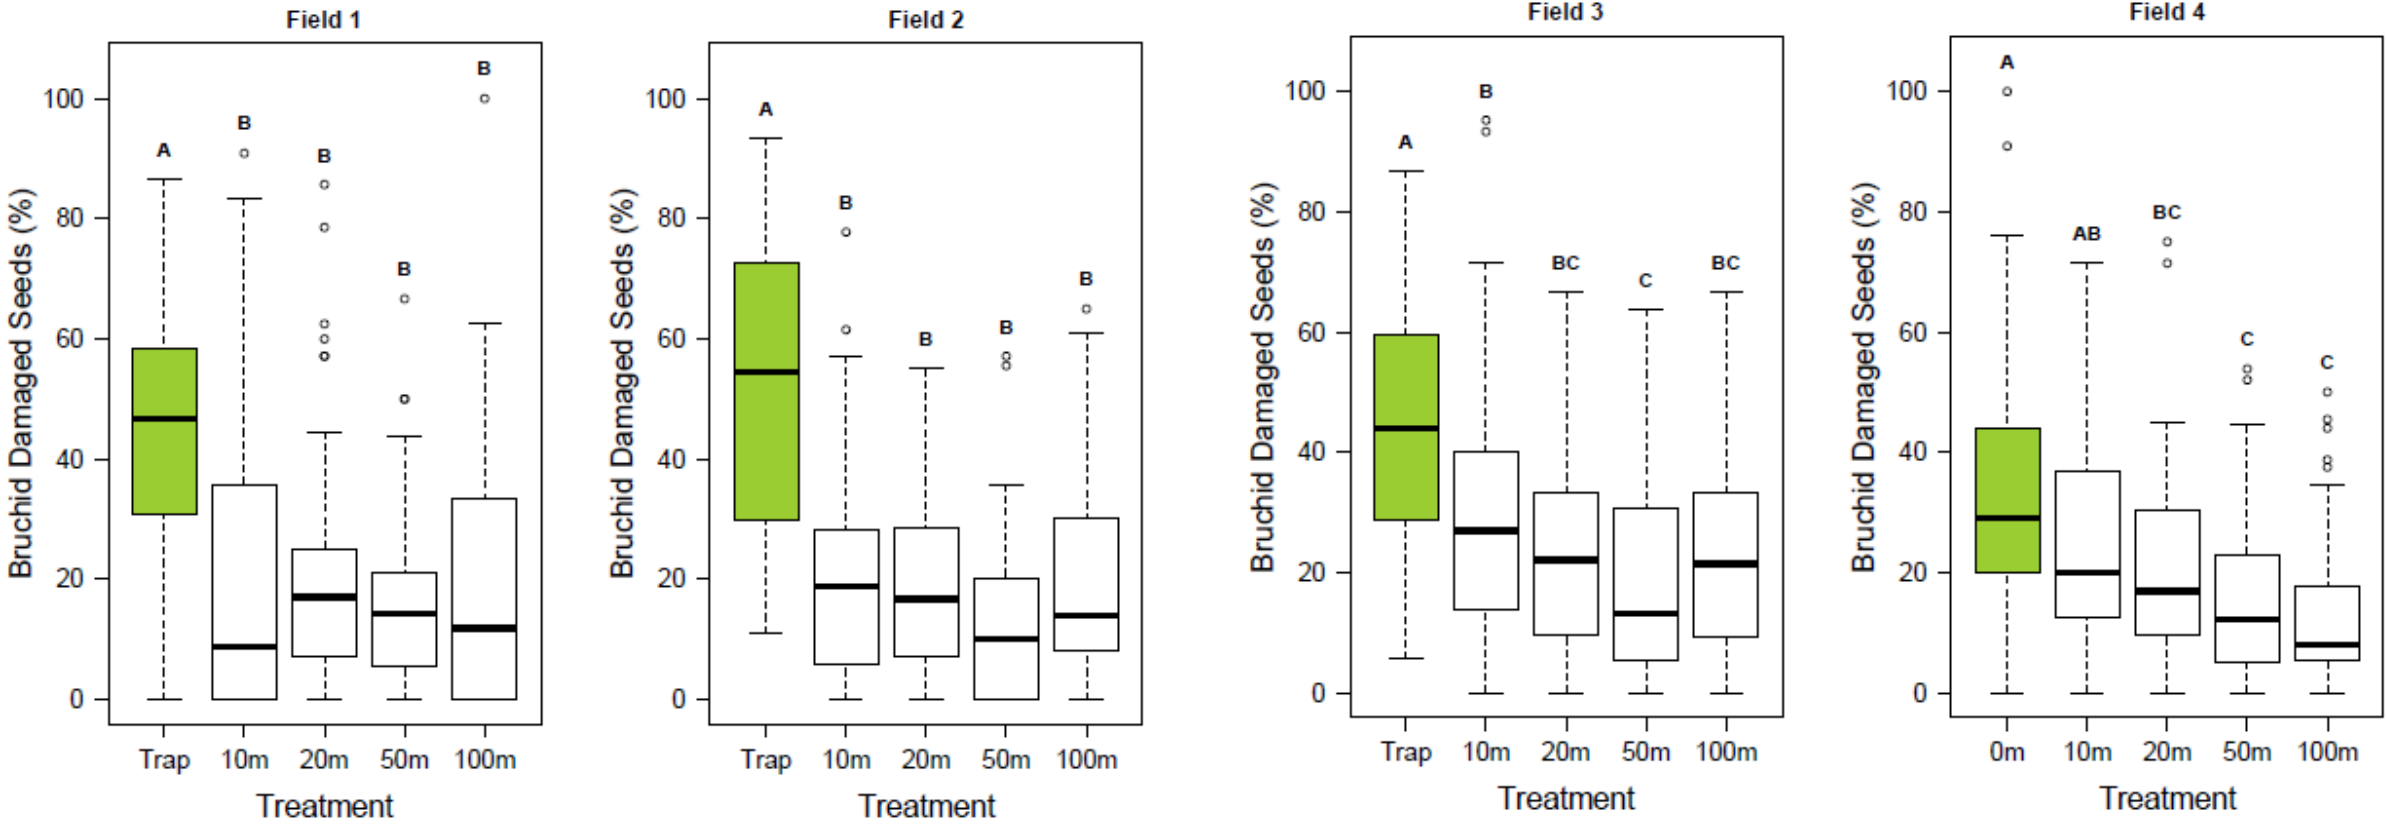 Field 1
Bruchid Damaged Seeds (%)
100
80
60
40
20
0
A
B
B
B
B
Trap 10m 20m 50m 100m
Treatment
Field 2
Bruchid Damaged Seeds (%)
100
80
60
40
20
0
A
B
B
B
B
Trap 10m 20m 50m 100m
Treatment
Field 3
Bruchid Damaged Seeds (%)
100
80
60
40
20
0
A
B
BC
C
BC
Trap 10m 20m 50m 100m
Treatment
Field 4
Bruchid Damaged Seeds (%)
100
80
60
40
20
0
A
AB
BC
C
C
0m 10m 20m 50m 100m
Treatment